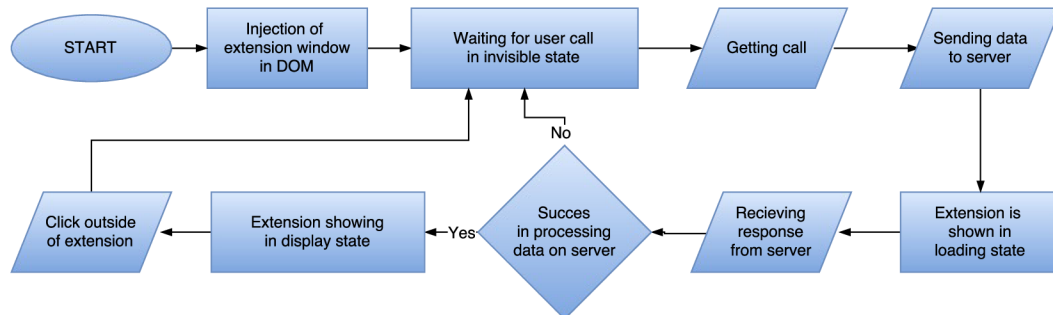 START
Injection of
extension window
in DOM
Waiting for user call
in invisible state
Getting call
Sending data
to server
No
Click outside
of extension
Extension showing
in display state
Yes
Succes
in processing
data on server
Recieving
response
from server
Extension is
shown in
loading state